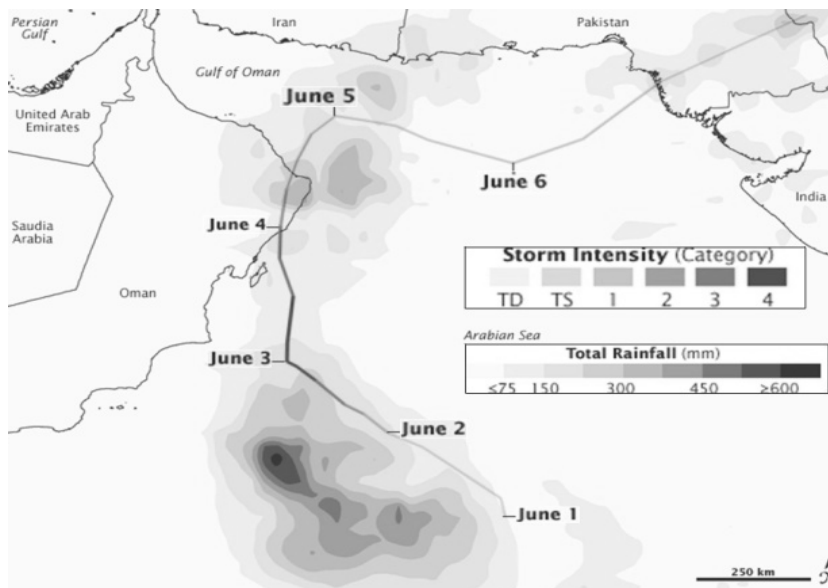 Persian
Gulf
Iran
Pakistan
Gulf of Oman
June 5
United Arab
Emirates
June 6
India
June 4
Saudi
Arabia
Storm Intensity (Category)
TD TS 1 2 3 4
Oman
Arabian Sea
June 3
Total Rainfall (mm)
≤75 150 300 450 ≥600
June 2
June 1
250 km